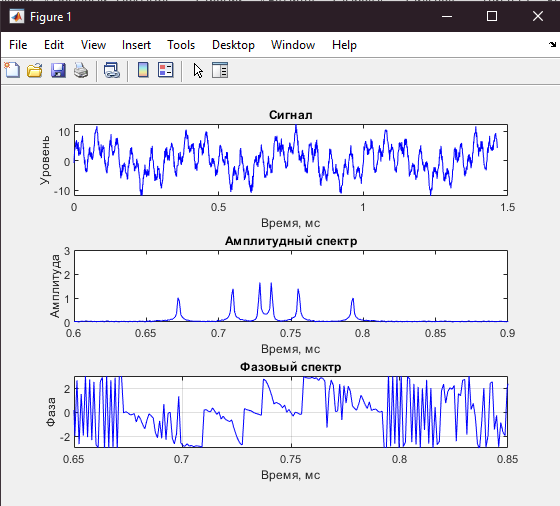 Figure 1
File Edit View Insert Tools Desktop Window Help
Сигнал
Уровень
10
0
-10
0 0.5 1 1.5
Время, мс
Амплитудный спектр
Амплитуда
3
2
1
0
0.6 0.65 0.7 0.75 0.8 0.85 0.9
Время, мс
Фазовый спектр
Фаза
2
0
-2
0.65 0.7 0.75 0.8 0.85
Время, мс